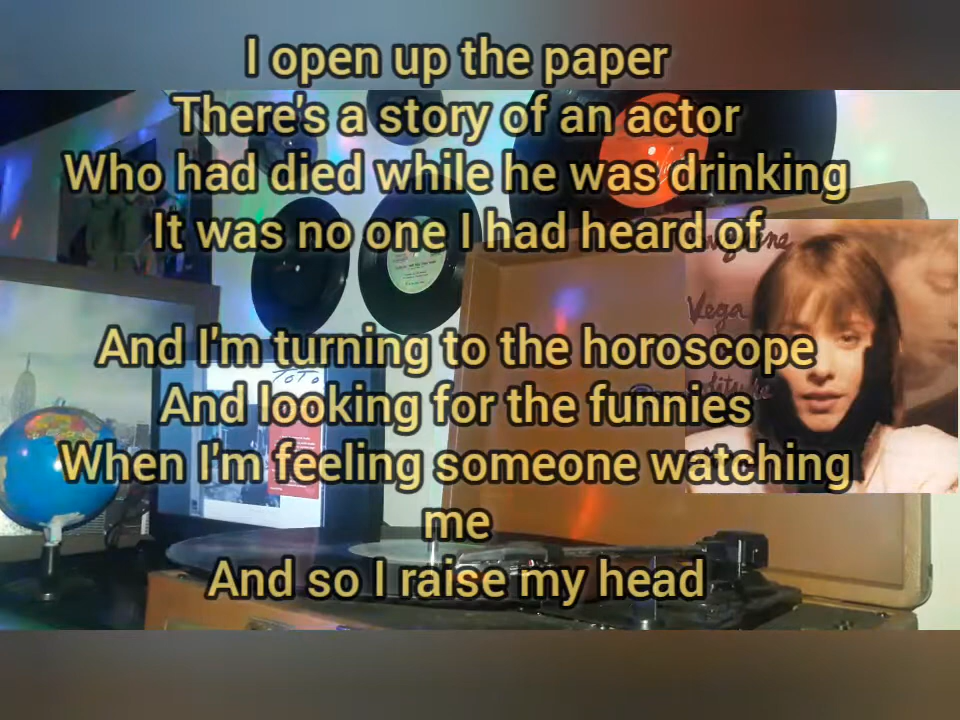 I open up the paper
There's a story of an actor
Who had died while he was drinking
It was no one I had heard of
Vega
And I'm turning to the horoscope
TOTO
And looking for the funnies
When I'm feeling someone watching
me
And so I raise my head